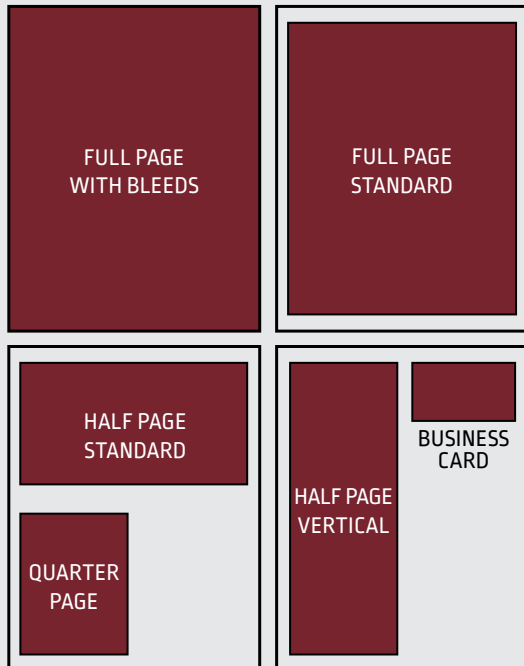 FULL PAGE
WITH BLEEDS
FULL PAGE
STANDARD
HALF PAGE
STANDARD
QUARTER
PAGE
HALF PAGE
VERTICAL
BUSINESS
CARD